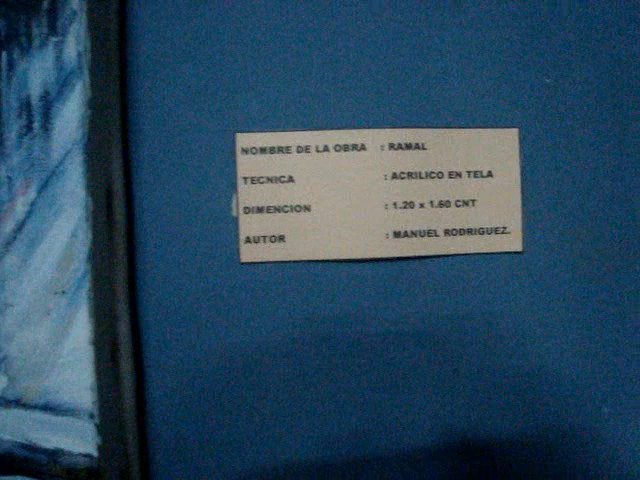 NOMBRE DE LA OBRA : RAMAL
TECNICA : ACRILICO EN TELA
DIMENCION : 1.20 x 1.60 CNT
AUTOR : MANUEL RODRIGUEZ.